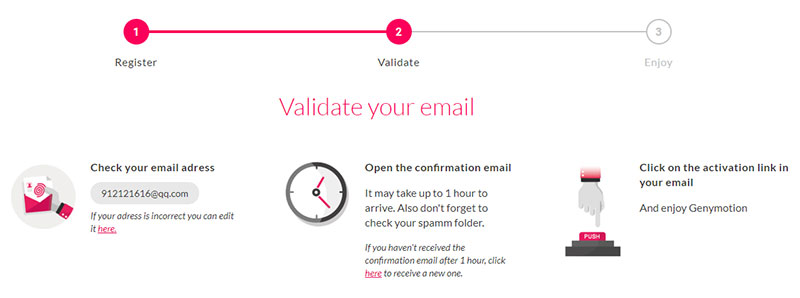 1
2
3
Register
Validate
Enjoy
Validate your email
Check your email adress
912121616@qq.com
If your adress is incorrect you can edit
it here.
Open the confirmation email
It may take up to 1 hour to
arrive. Also don't forget to
check your spamm folder.
If you haven't received the
confirmation email after 1 hour, click
here to receive a new one.
Click on the activation link in
your email
And enjoy Genymotion
PUSH